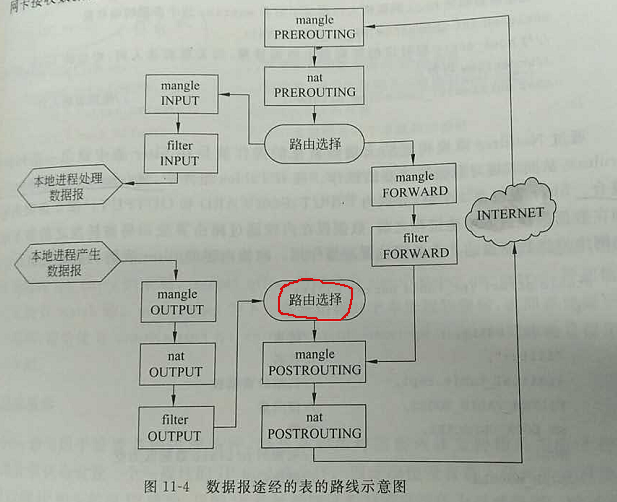 网卡接收数
mangle
PREROUTING
nat
PREROUTING
mangle
INPUT
路由选择
filter
INPUT
mangle
FORWARD
本地进程处理
数据报
INTERNET
filter
FORWARD
本地进程产生
数据报
路由选择
mangle
OUTPUT
mangle
POSTROUTING
nat
OUTPUT
nat
POSTROUTING
filter
OUTPUT
图 11-4 数据报途经的表的路线示意图